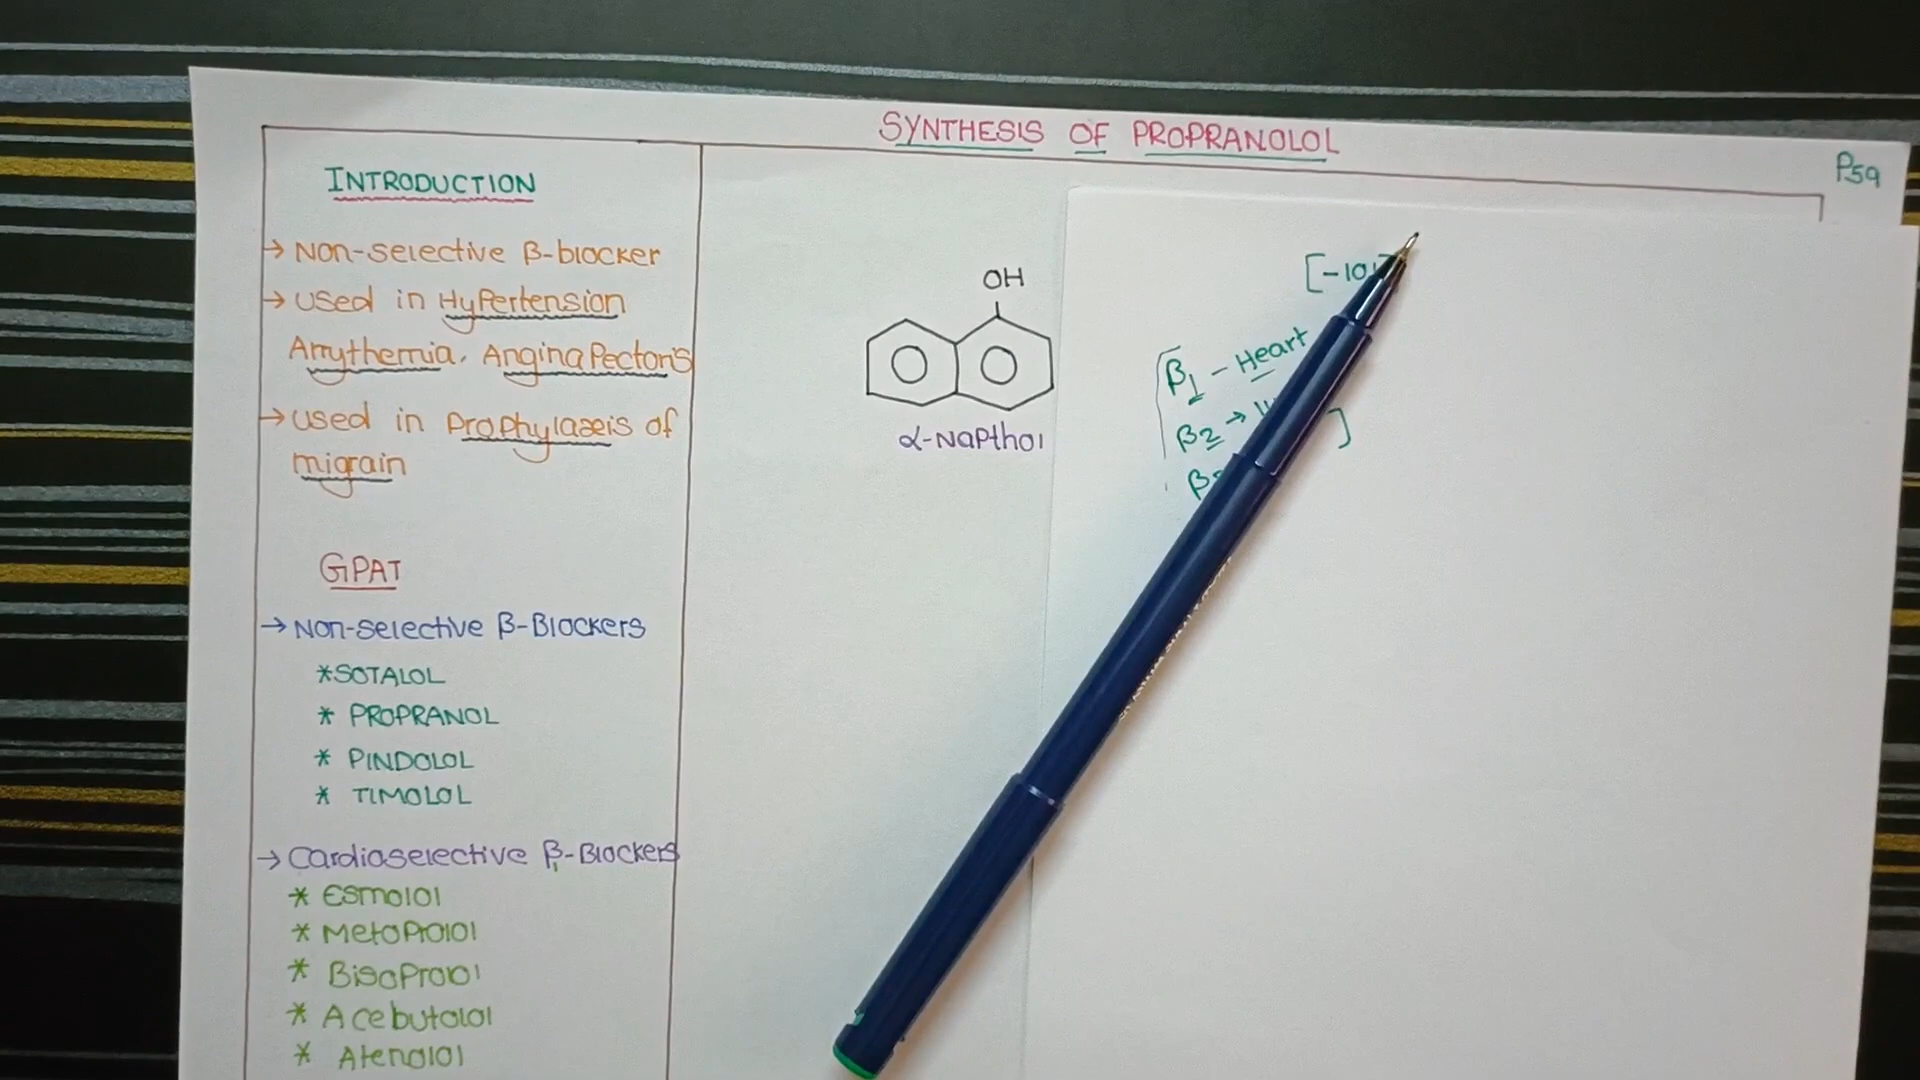 SYNTHESIS OF PROPRANOLOL
P59
INTRODUCTION
→ Non-selective β-blocker
→ used in Hypertension
Arrythemia, Angina Pectoris
→ used in Prophylaxeis of
migrain
GPAT
→ Non-selective β-Blockers
* SOTALOL
* PROPRANOL
* PINDOLOL
* TIMOLOL
→ Cardioselective β1-Blockers
* Esmolol
* Metoprolol
* Bisoprolol
* Acebutolol
* Atenolol
OH
α-Napthol
β1 - Heart
β2 →